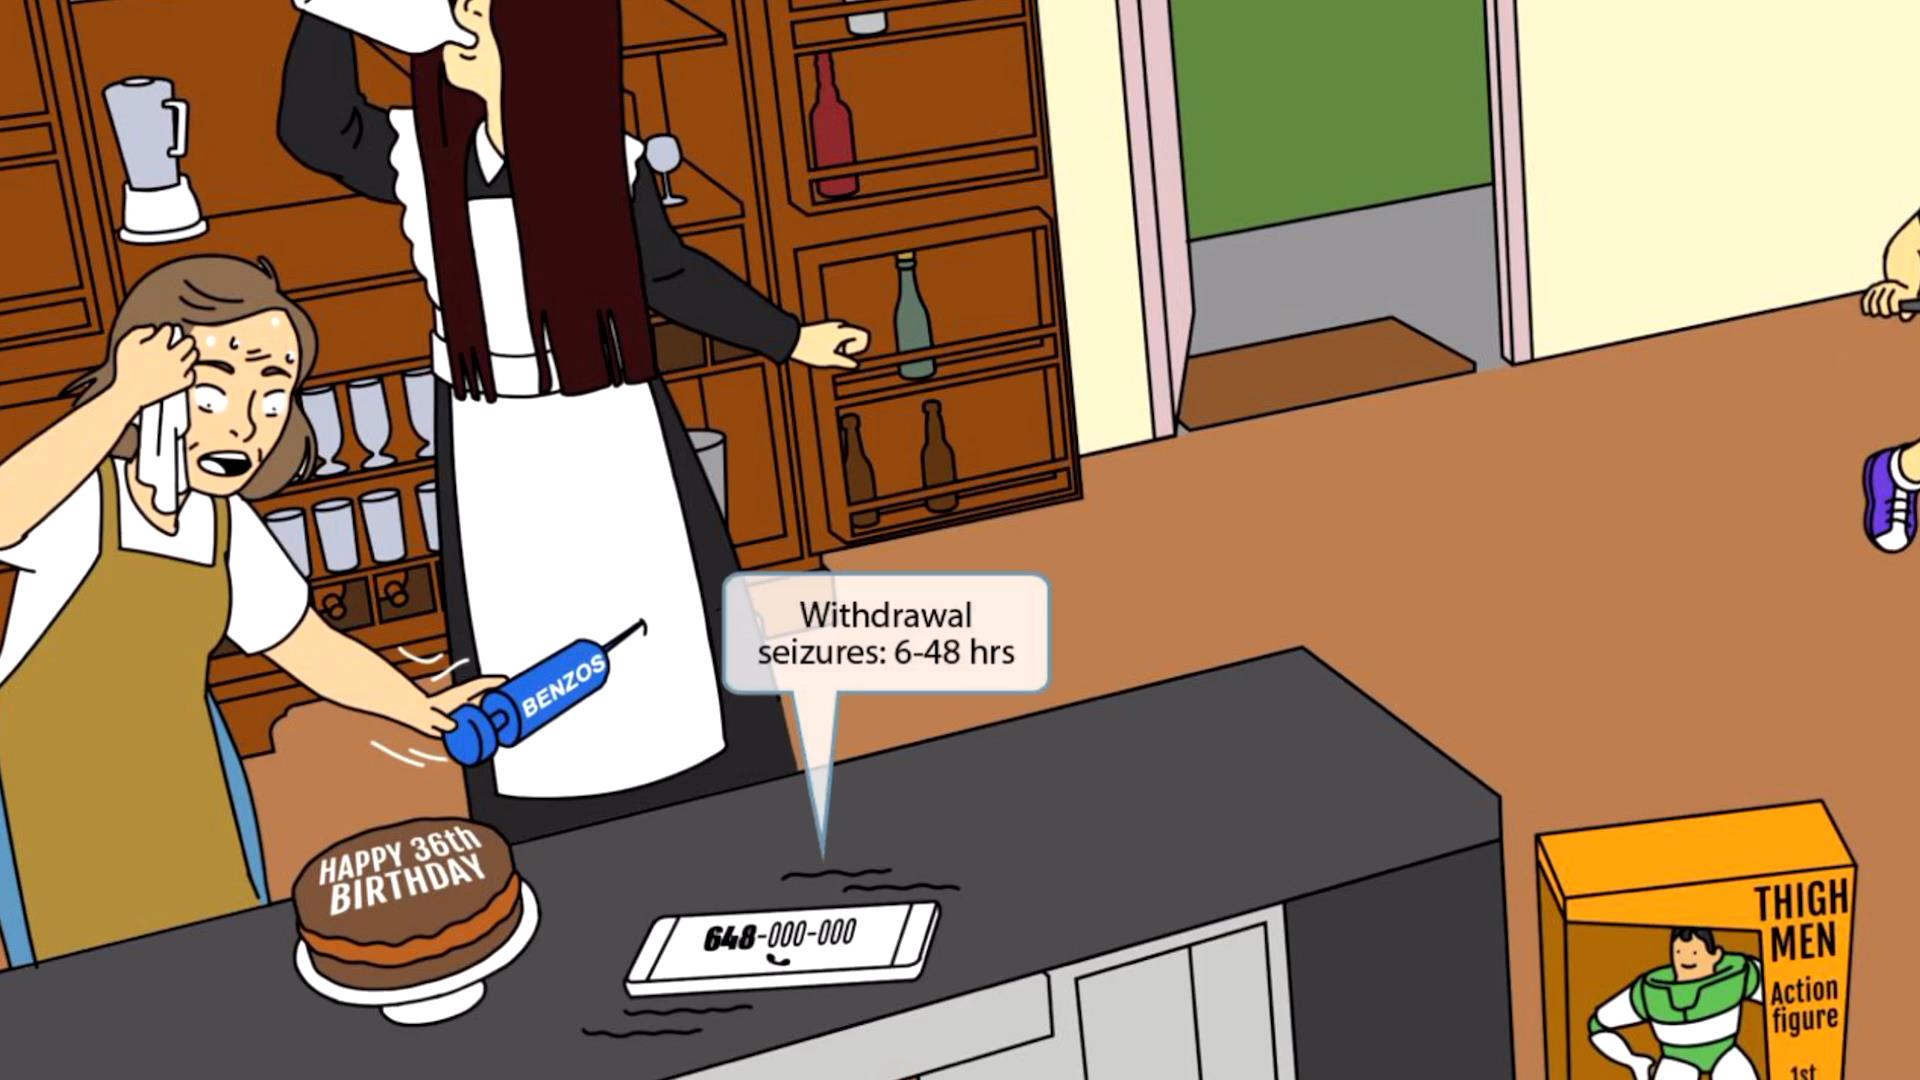 Withdrawal
seizures: 6-48 hrs
BENZOS
HAPPY 36th
BIRTHDAY
648-000-000
THIGH
MEN
Action
figure
1st